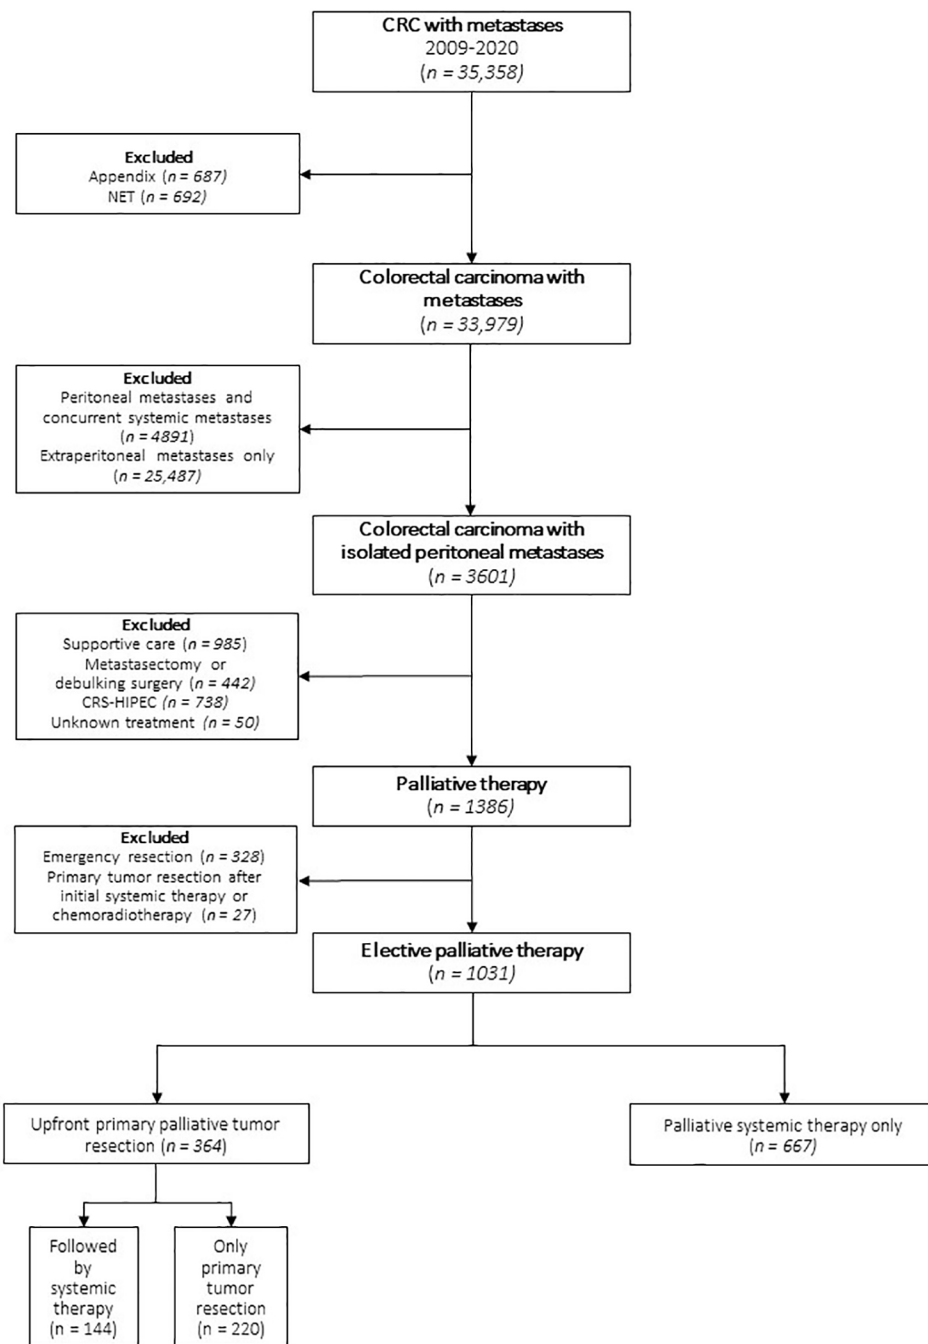 CRC with metastases
2009-2020
(n = 35,358)
Excluded
Appendix (n = 687)
NET (n = 692)
Colorectal carcinoma with
metastases
(n = 33,979)
Excluded
Peritoneal metastases and
concurrent systemic metastases
(n = 4891)
Extraperitoneal metastases only
(n = 25,487)
Colorectal carcinoma with
isolated peritoneal metastases
(n = 3601)
Excluded
Supportive care (n = 985)
Metastasectomy or
debulking surgery (n = 442)
CRS-HIPEC (n = 738)
Unknown treatment (n = 50)
Palliative therapy
(n = 1386)
Excluded
Emergency resection (n = 328)
Primary tumor resection after
initial systemic therapy or
chemoradiotherapy (n = 27)
Elective palliative therapy
(n = 1031)
Upfront primary palliative tumor
resection (n = 364)
Palliative systemic therapy only
(n = 667)
Followed
by
systemic
therapy
(n = 144)
Only
primary
tumor
resection
(n = 220)